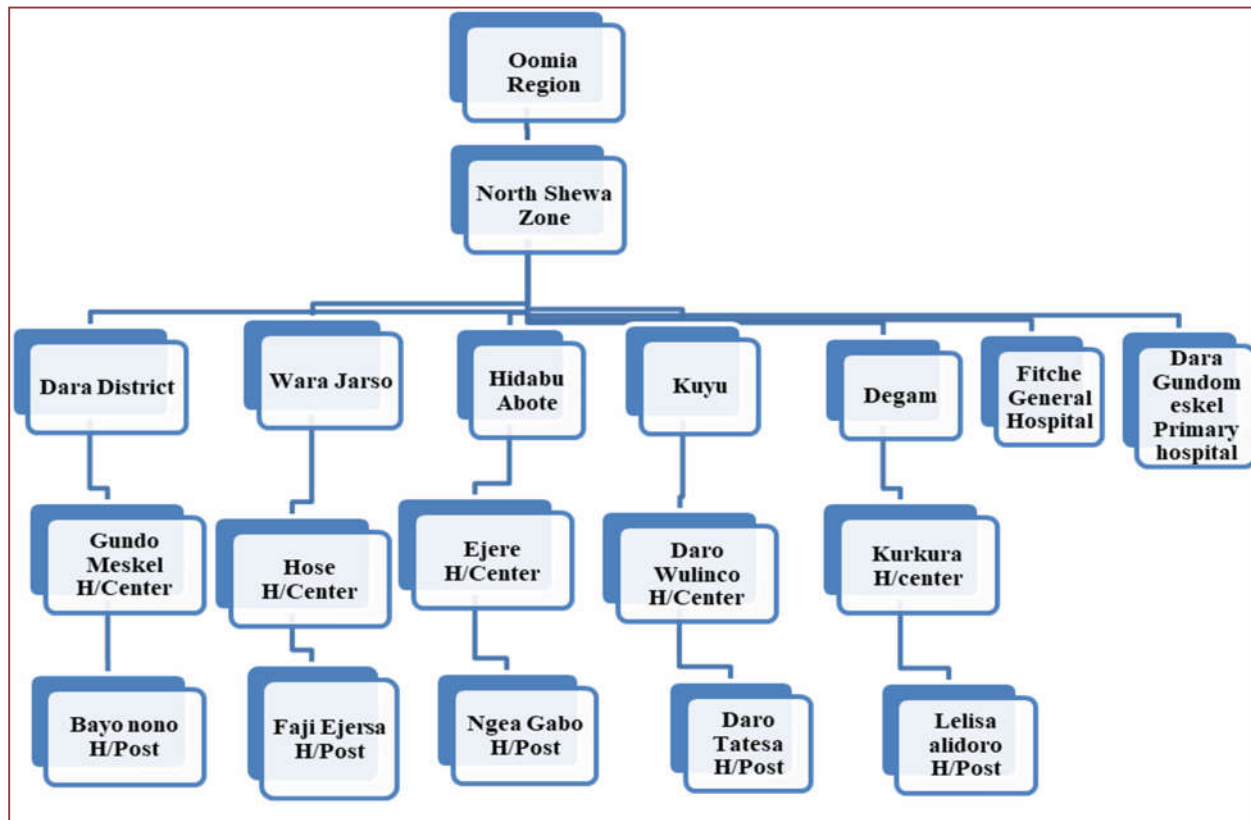 Oomia
Region
North Shewa
Zone
Dara District
Wara Jarso
Hidabu
Abote
Kuyu
Degam
Fitche
General
Hospital
Dara
Gundom
eskel
Primary
hospital
Gundo
Meskel
H/Center
Hose
H/Center
Ejere
H/Center
Daro
Wulinco
H/Center
Kurkura
H/center
Bayo nono
H/Post
Faji Ejersa
H/Post
Ngea Gabo
H/Post
Daro
Tatesa
H/Post
Lelisa
alidoro
H/Post